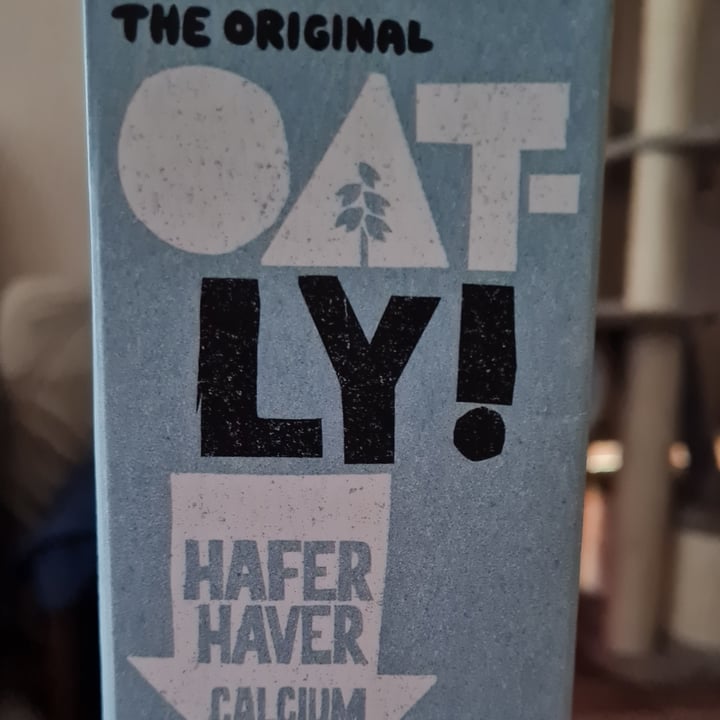 THE ORIGINAL
OAT-
LY!
HAFER
HAVER
CALCIUM